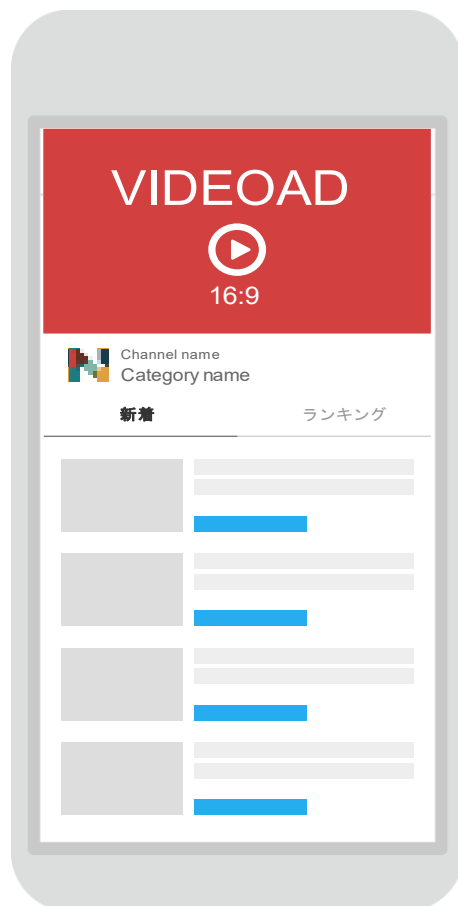 VIDEOAD
16:9
Channel name
Category name
新着
ランキング